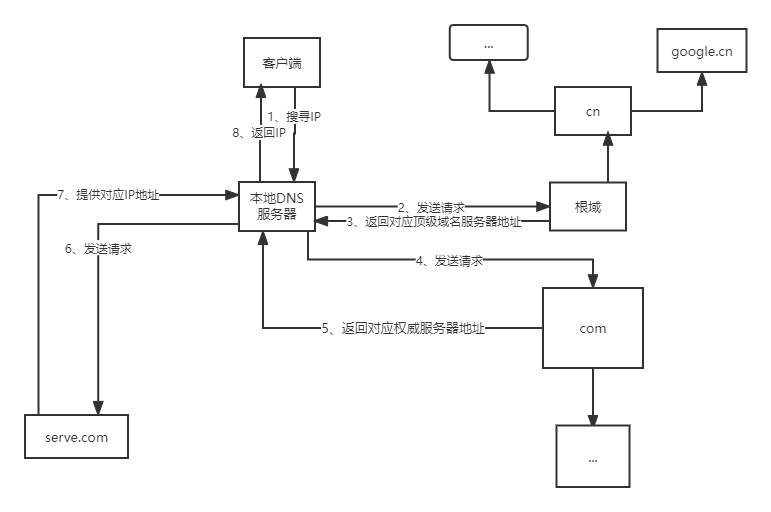 ...
google.cn
客户端
cn
1、搜寻IP
8、返回IP
7、提供对应IP地址
本地DNS
服务器
2、发送请求
根域
3、返回对应顶级域名服务器地址
6、发送请求
4、发送请求
5、返回对应权威服务器地址
com
serve.com
...